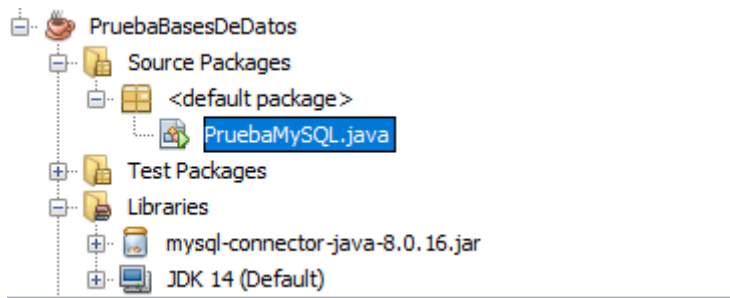 PruebaBasesDeDatos
Source Packages
<default package>
PruebaMySQL.java
Test Packages
Libraries
mysql-connector-java-8.0.16.jar
JDK 14 (Default)